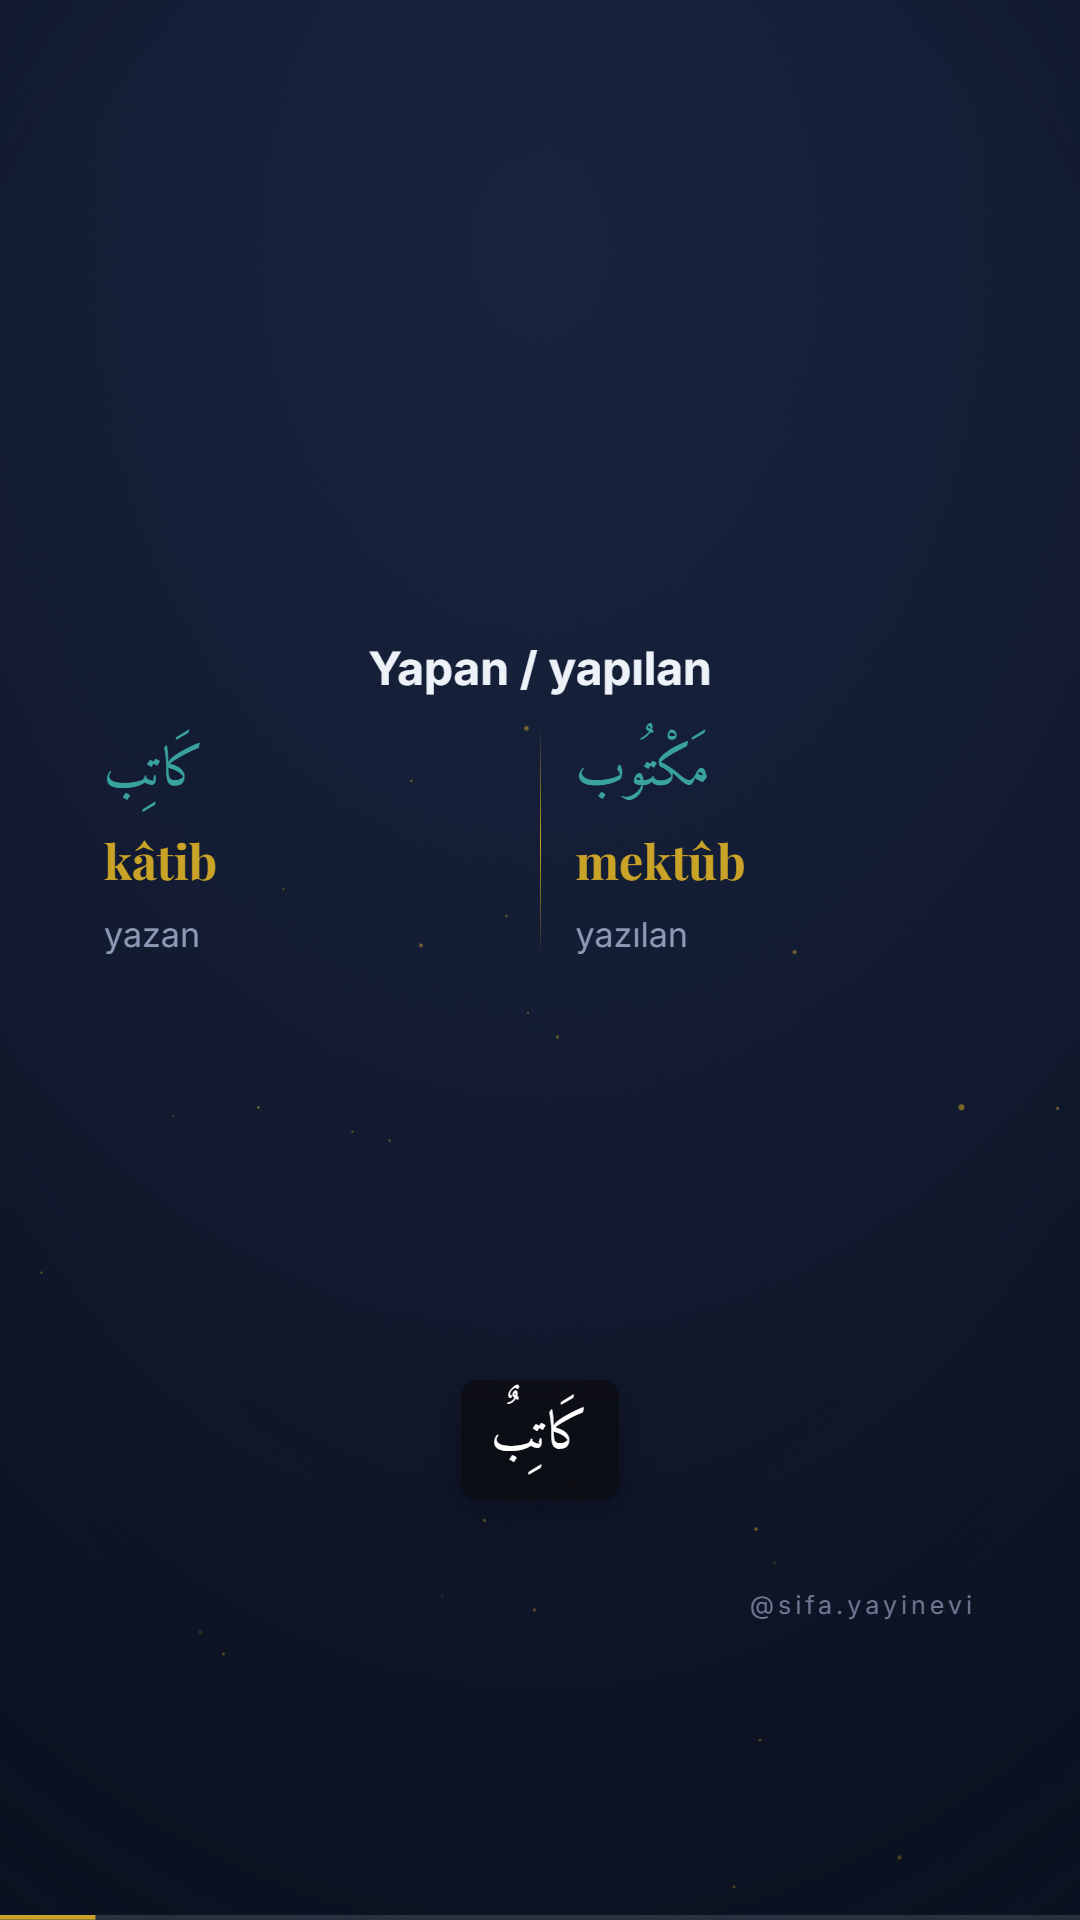 Yapan / yapılan
كَاتِب
kâtib
yazan
مَكْتُوب
mektûb
yazılan
كَاتِبٌ
@sifa.yayinevi